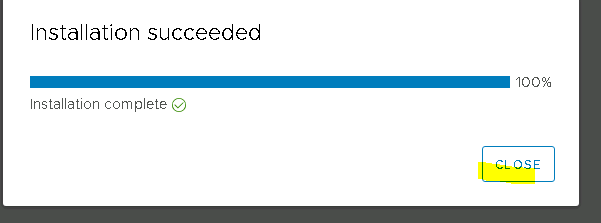 Installation succeeded
100%
Installation complete
CLOSE